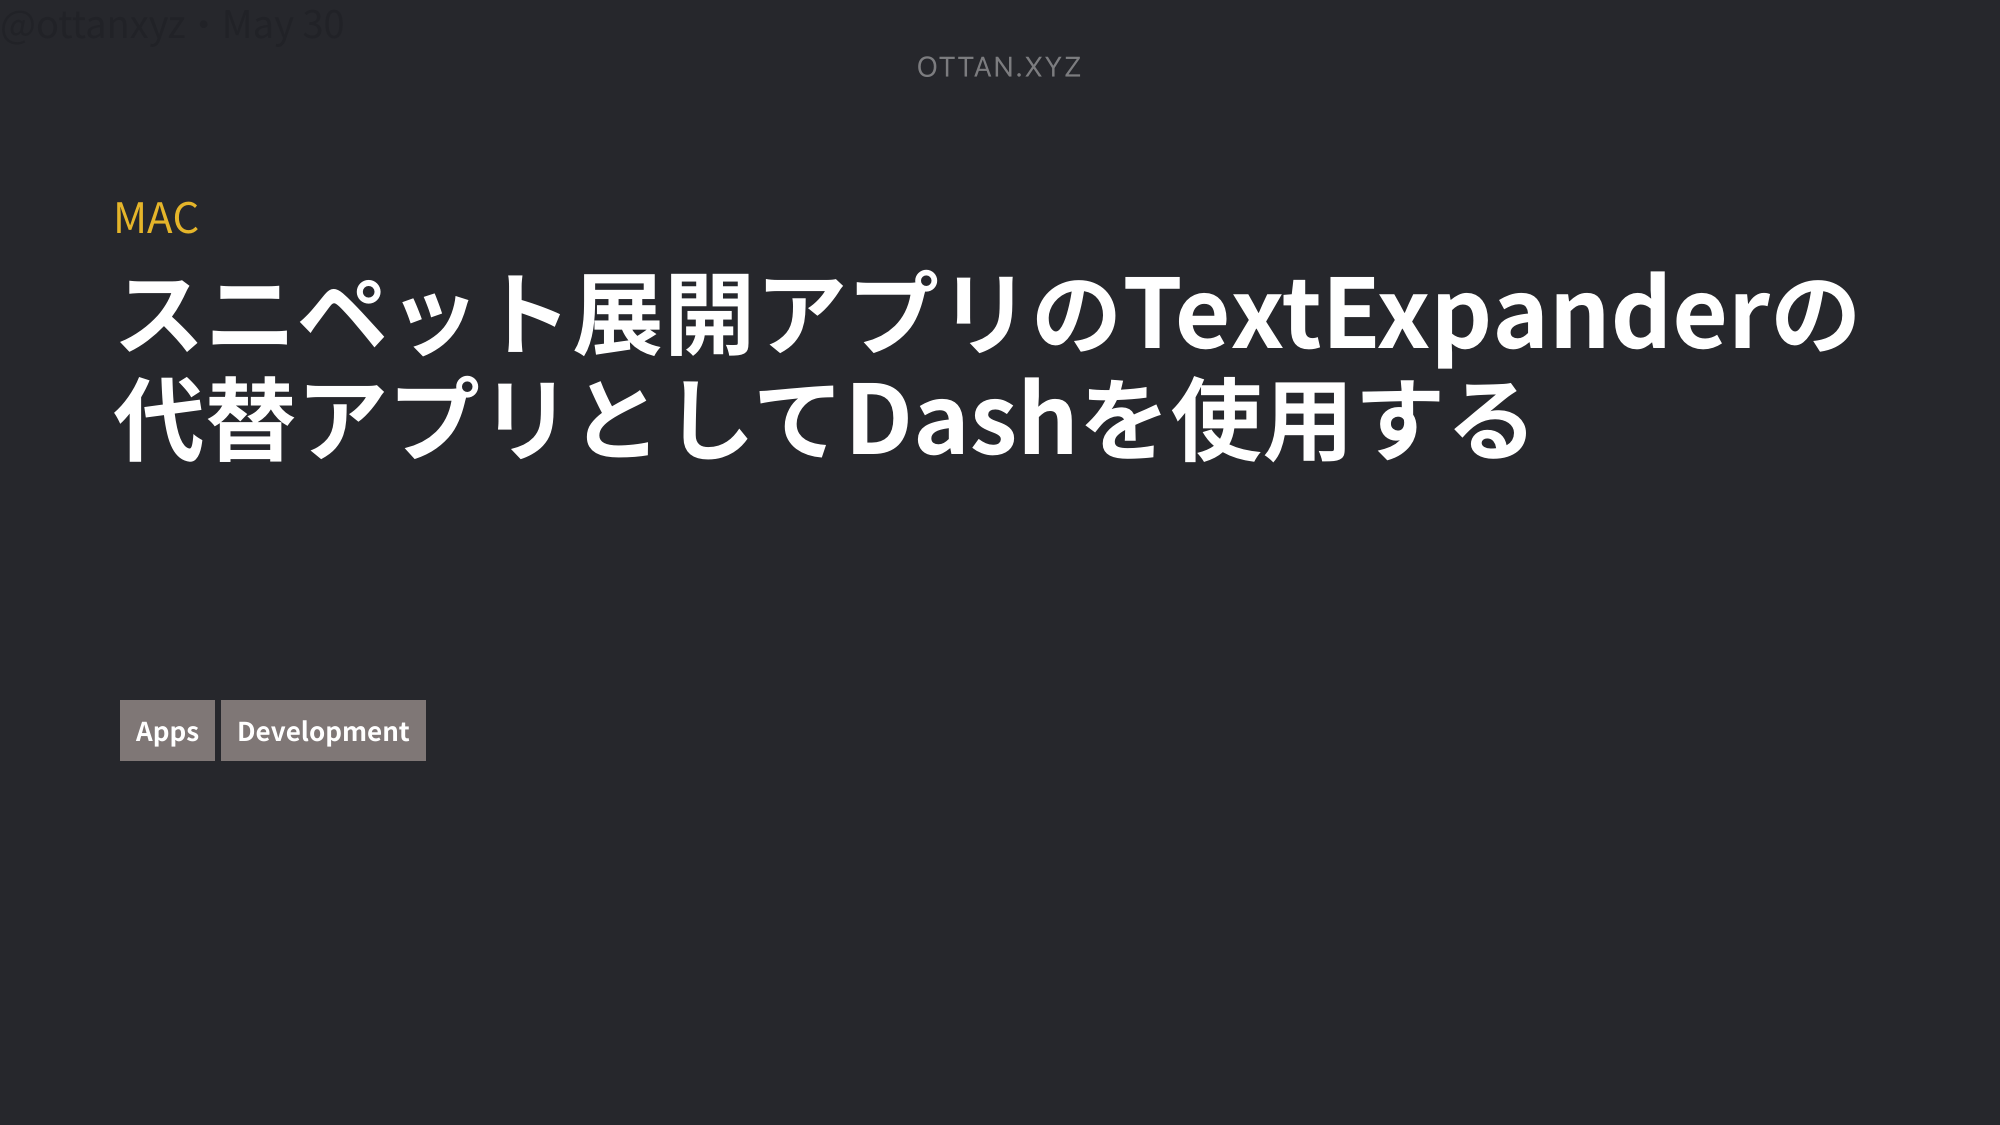 @ottanxyz・May 30
OTTAN.XYZ
MAC
スニペット展開アプリのTextExpanderの
代替アプリとしてDashを使用する
Apps
Development